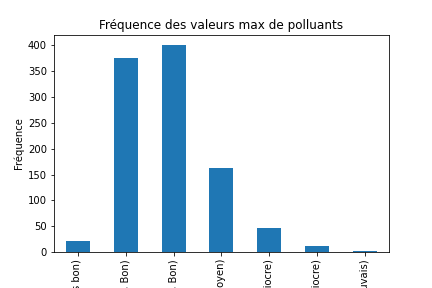 Fréquence des valeurs max de polluants
400
350
300
250
200
150
100
50
0
Fréquence
s bon)
Bon)
Bon)
oyen)
iocre)
iocre)
uvais)